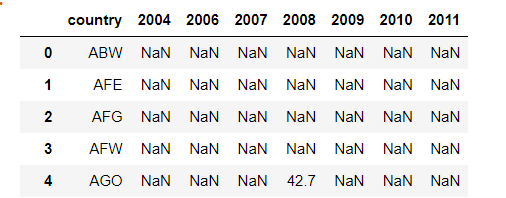 country 2004 2006 2007 2008 2009 2010 2011
0 ABW NaN NaN NaN NaN NaN NaN NaN
1 AFE NaN NaN NaN NaN NaN NaN NaN
2 AFG NaN NaN NaN NaN NaN NaN NaN
3 AFW NaN NaN NaN NaN NaN NaN NaN
4 AGO NaN NaN NaN 42.7 NaN NaN NaN